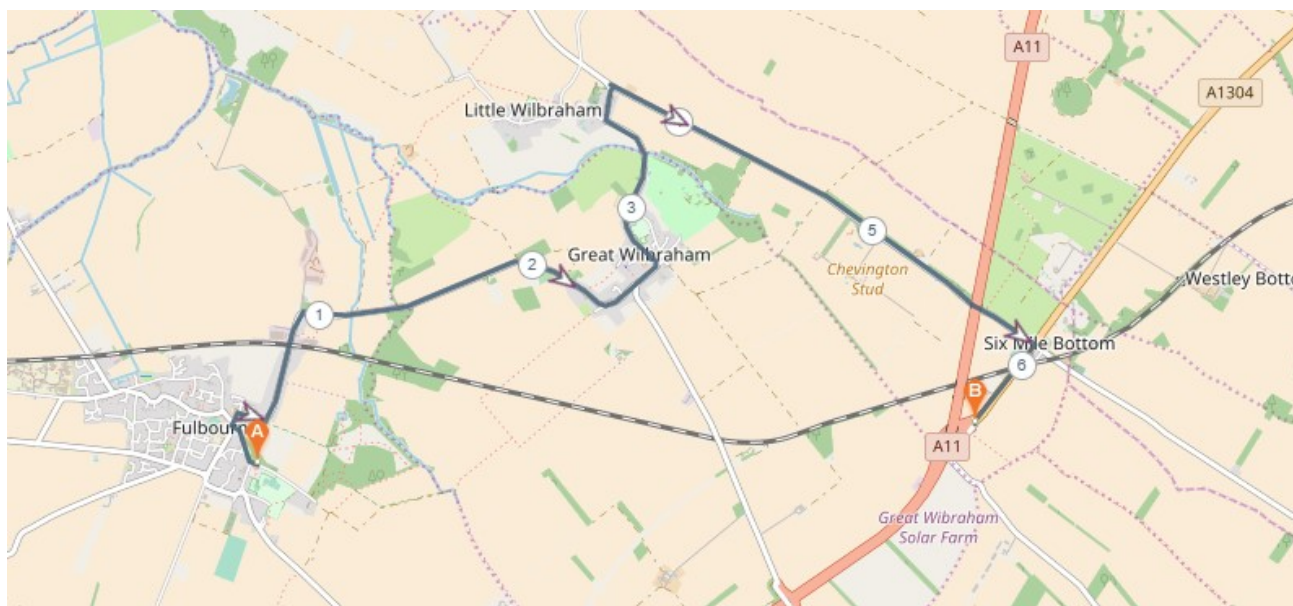 A11
A1304
Little Wilbraham
5
3
2
Great Wilbraham
Chevington
Stud
Westley Botto
1
Six Mile Bottom
6
B
Fulbourn
A
A11
Great Wibraham
Solar Farm